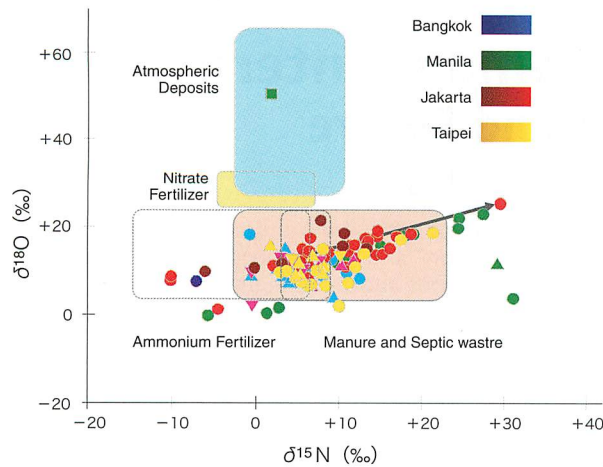 +60
+40
+20
0
−20
δ18O (‰)
Atmospheric
Deposits
Nitrate
Fertilizer
Bangkok
Manila
Jakarta
Taipei
Ammonium Fertilizer
Manure and Septic wastre
−20
−10
0
+10
+20
+30
+40
δ15N (‰)